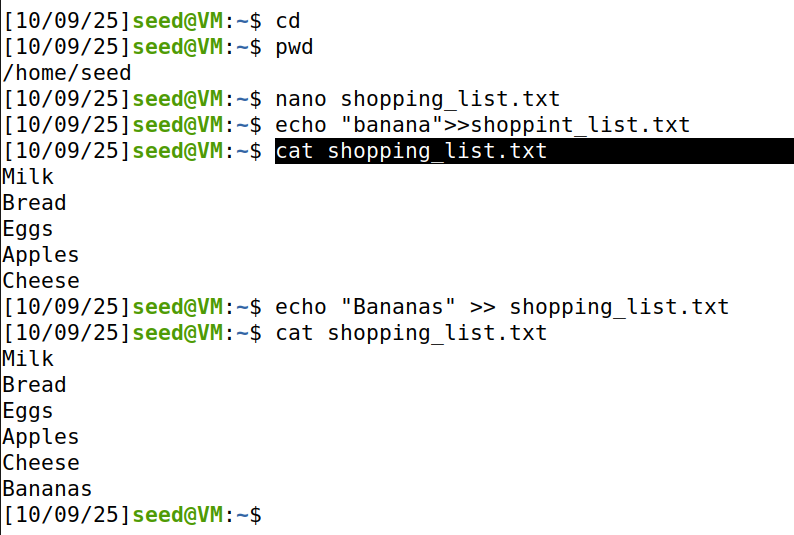 [10/09/25]seed@VM:~$ cd
[10/09/25]seed@VM:~$ pwd
/home/seed
[10/09/25]seed@VM:~$ nano shopping_list.txt
[10/09/25]seed@VM:~$ echo "banana">>shoppint_list.txt
[10/09/25]seed@VM:~$ cat shopping_list.txt
Milk
Bread
Eggs
Apples
Cheese
[10/09/25]seed@VM:~$ echo "Bananas" >> shopping_list.txt
[10/09/25]seed@VM:~$ cat shopping_list.txt
Milk
Bread
Eggs
Apples
Cheese
Bananas
[10/09/25]seed@VM:~$